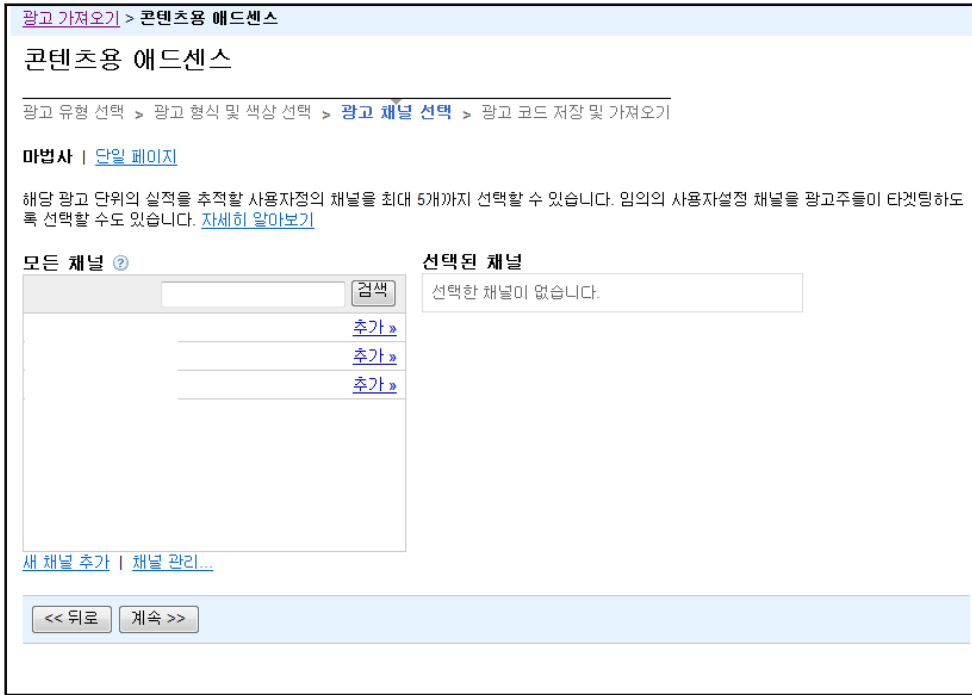 광고 가져오기 > 콘텐츠용 애드센스
콘텐츠용 애드센스
광고 유형 선택 > 광고 형식 및 색상 선택 > 광고 채널 선택 > 광고 코드 저장 및 가져오기
마법사 | 단일 페이지
해당 광고 단위의 실적을 추적할 사용자정의 채널을 최대 5개까지 선택할 수 있습니다. 임의의 사용자설정 채널을 광고주들이 타겟팅하도
록 선택할 수도 있습니다. 자세히 알아보기
모든 채널 ?
검색
추가 »
추가 »
추가 »
새 채널 추가 | 채널 관리...
선택된 채널
선택한 채널이 없습니다.
<< 뒤로 계속 >>